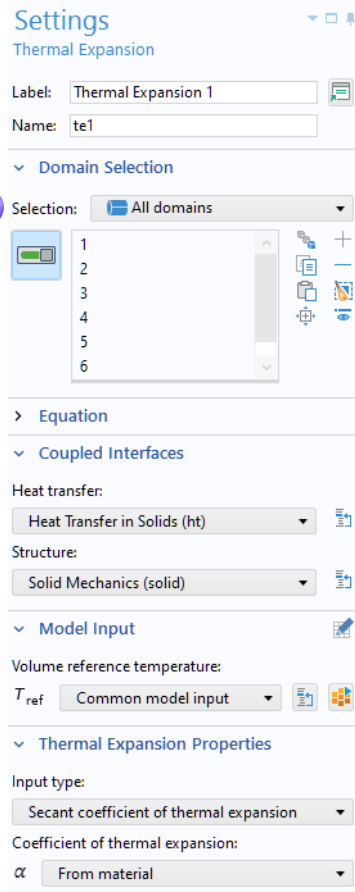 Settings
Thermal Expansion
Label: Thermal Expansion 1
Name: te1
Domain Selection
Selection: All domains
1
2
3
4
5
6
Equation
Coupled Interfaces
Heat transfer:
Heat Transfer in Solids (ht)
Structure:
Solid Mechanics (solid)
Model Input
Volume reference temperature:
Tref Common model input
Thermal Expansion Properties
Input type:
Secant coefficient of thermal expansion
Coefficient of thermal expansion:
α From material